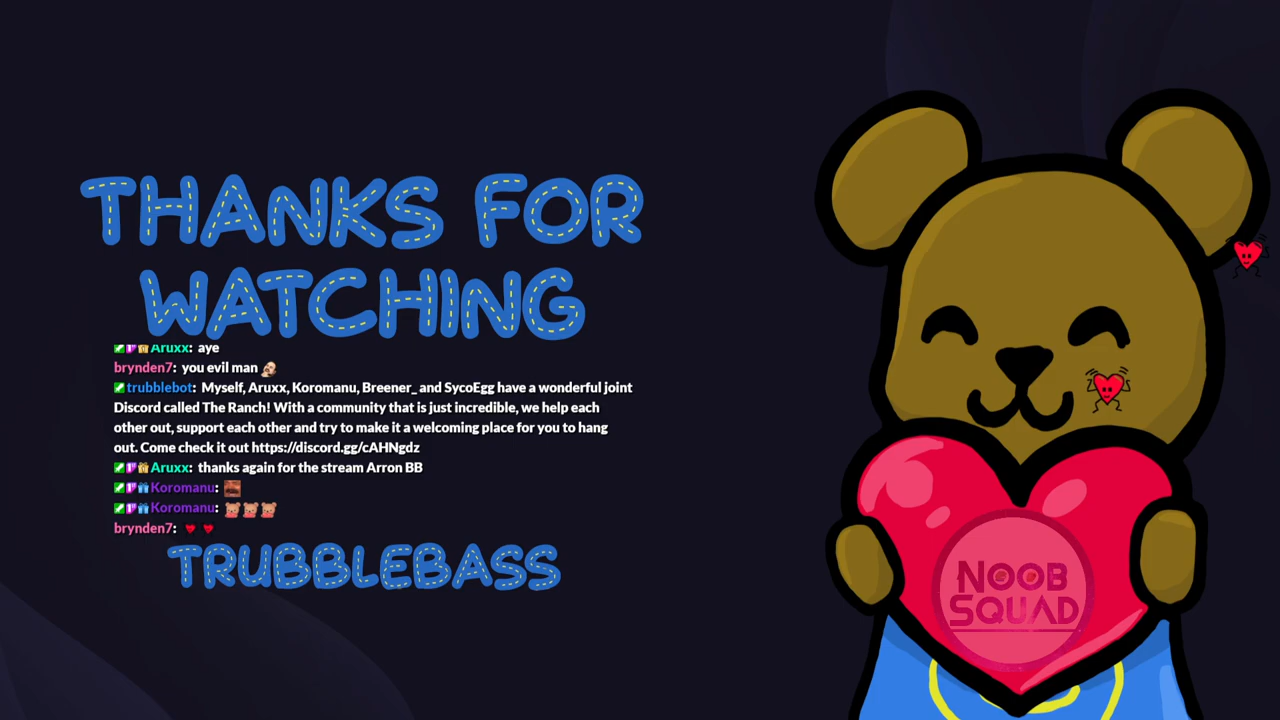 THANKS FOR
WATCHING
Aruxx: aye
brynden7: you evil man
trubblebot: Myself, Aruxx, Koromanu, Breener_ and SycoEgg have a wonderful joint
Discord called The Ranch! With a community that is just incredible, we help each
other out, support each other and try to make it a welcoming place for you to hang
out. Come check it out https://discord.gg/cAHNgdz
Aruxx: thanks again for the stream Arron BB
Koromanu:
Koromanu:
brynden7:
TRUBBLEBASS
NOOB
SQUAD